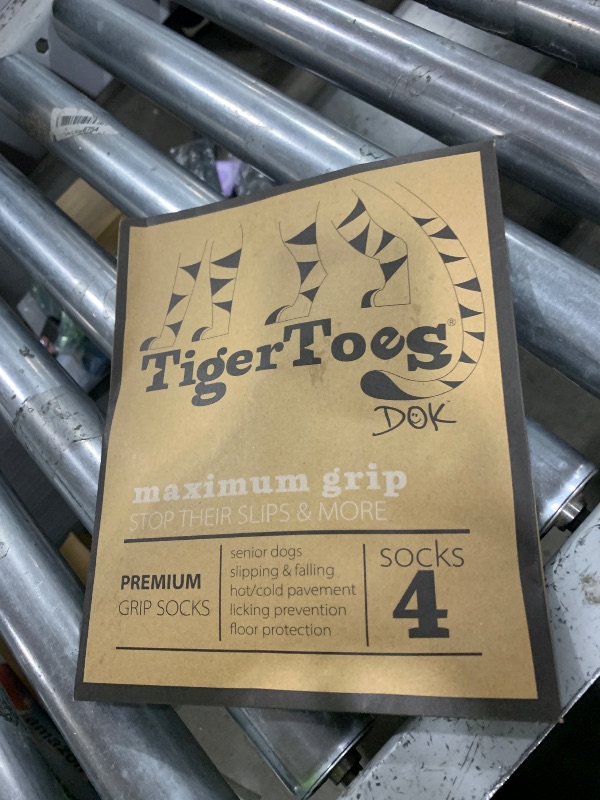 TigerToes®
DOK™
maximum grip
STOP THEIR SLIPS & MORE
PREMIUM
GRIP SOCKS
senior dogs
slipping & falling
hot/cold pavement
licking prevention
floor protection
SOCKS
4